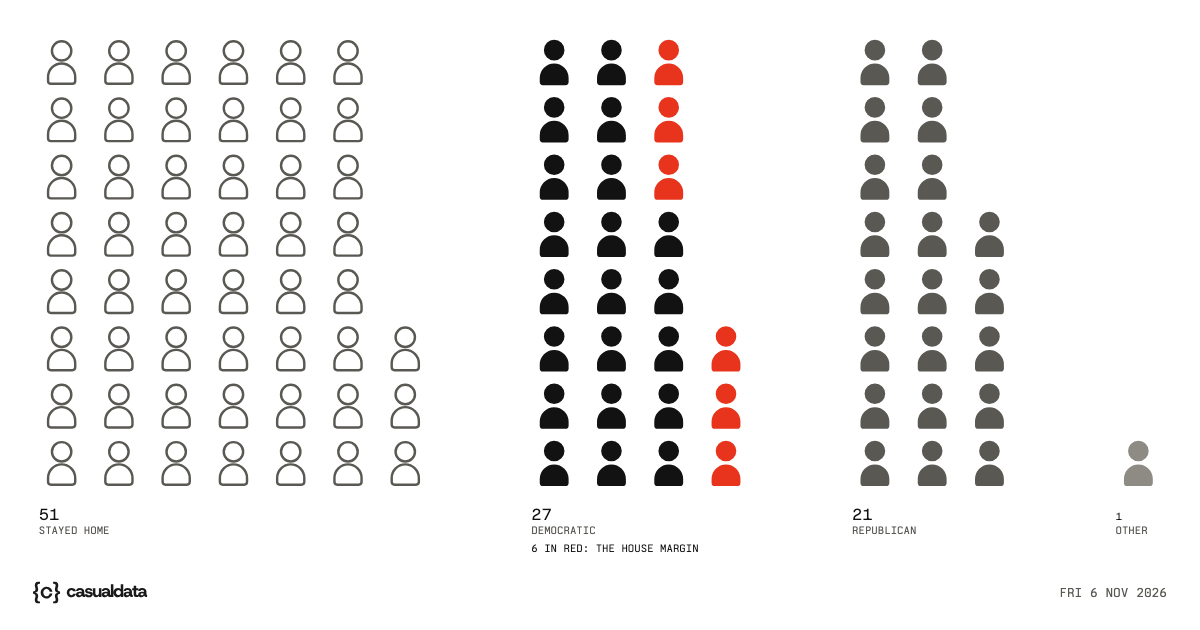 51
STAYED HOME
27
DEMOCRATIC
6 IN RED: THE HOUSE MARGIN
21
REPUBLICAN
1
OTHER
{c} casualdata
FRI 6 NOV 2026